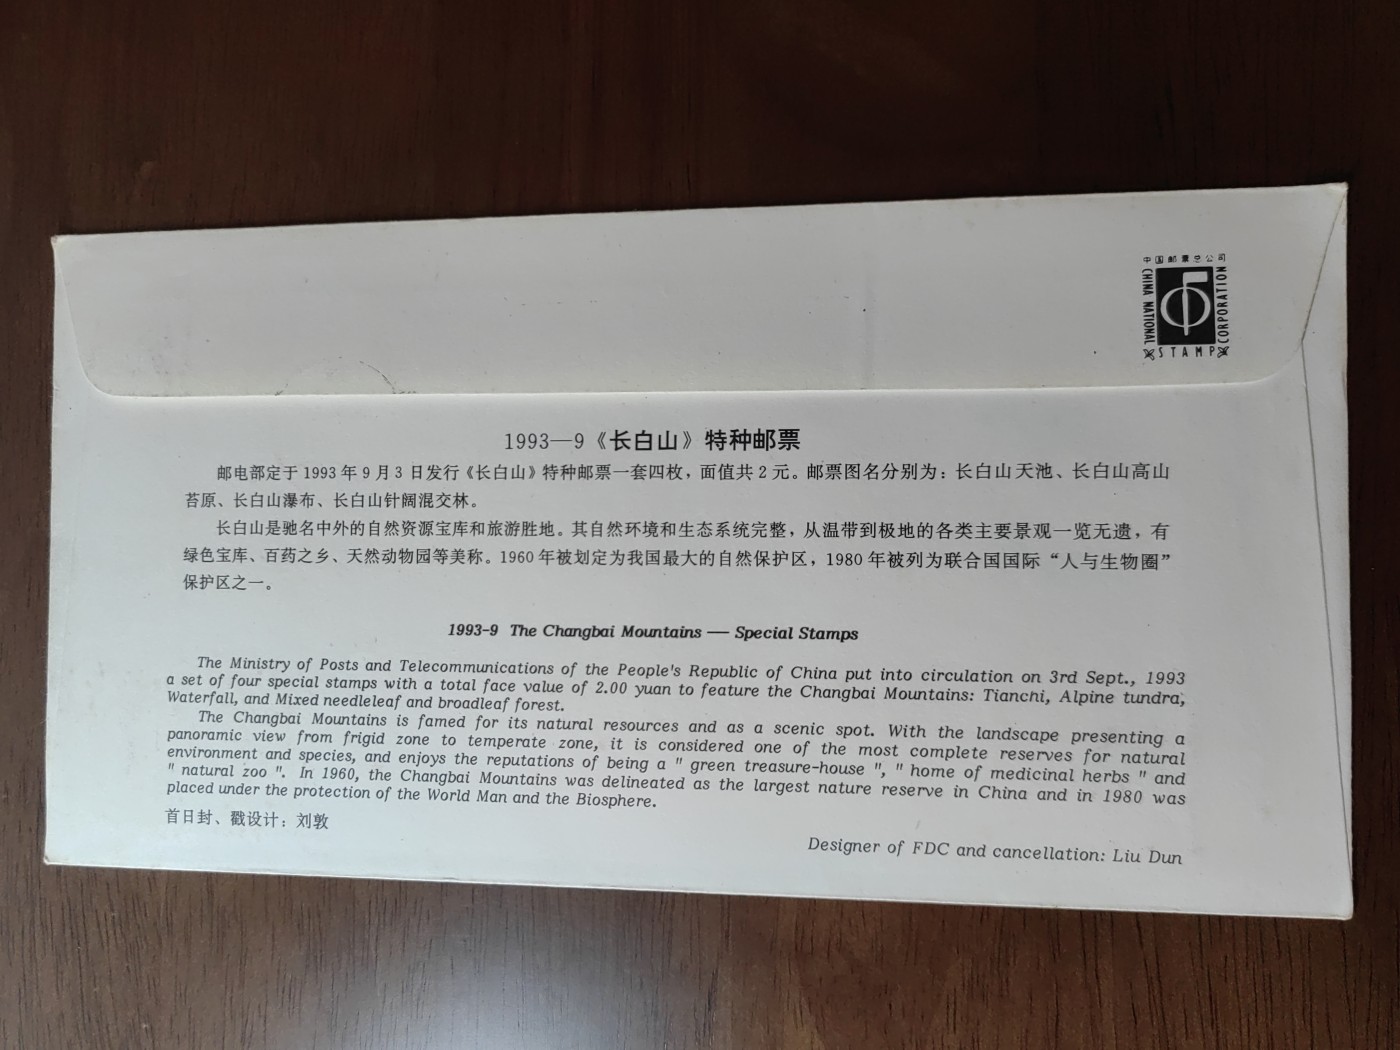 中国邮票总公司
CHINA NATIONAL
STAMP
CORPORATION
1993—9《长白山》特种邮票
邮电部定于 1993 年 9 月 3 日发行《长白山》特种邮票一套四枚，面值共 2 元。邮票图名分别为：长白山天池、长白山高山
苔原、长白山瀑布、长白山针阔混交林。
长白山是驰名中外的自然资源宝库和旅游胜地。其自然环境和生态系统完整，从温带到极地的各类主要景观一览无遗，有
绿色宝库、百药之乡、天然动物园等美称。1960 年被划定为我国最大的自然保护区，1980 年被列为联合国国际“人与生物圈”
保护区之一。
1993-9 The Changbai Mountains — Special Stamps
The Ministry of Posts and Telecommunications of the People's Republic of China put into circulation on 3rd Sept., 1993
a set of four special stamps with a total face value of 2.00 yuan to feature the Changbai Mountains: Tianchi, Alpine tundra,
Waterfall, and Mixed needleleaf and broadleaf forest.
The Changbai Mountains is famed for its natural resources and as a scenic spot. With the landscape presenting a
panoramic view from frigid zone to temperate zone, it is considered one of the most complete reserves for natural
environment and species, and enjoys the reputations of being a " green treasure-house ", " home of medicinal herbs " and
" natural zoo ". In 1960, the Changbai Mountains was delineated as the largest nature reserve in China and in 1980 was
placed under the protection of the World Man and the Biosphere.
首日封、戳设计：刘敦
Designer of FDC and cancellation: Liu Dun